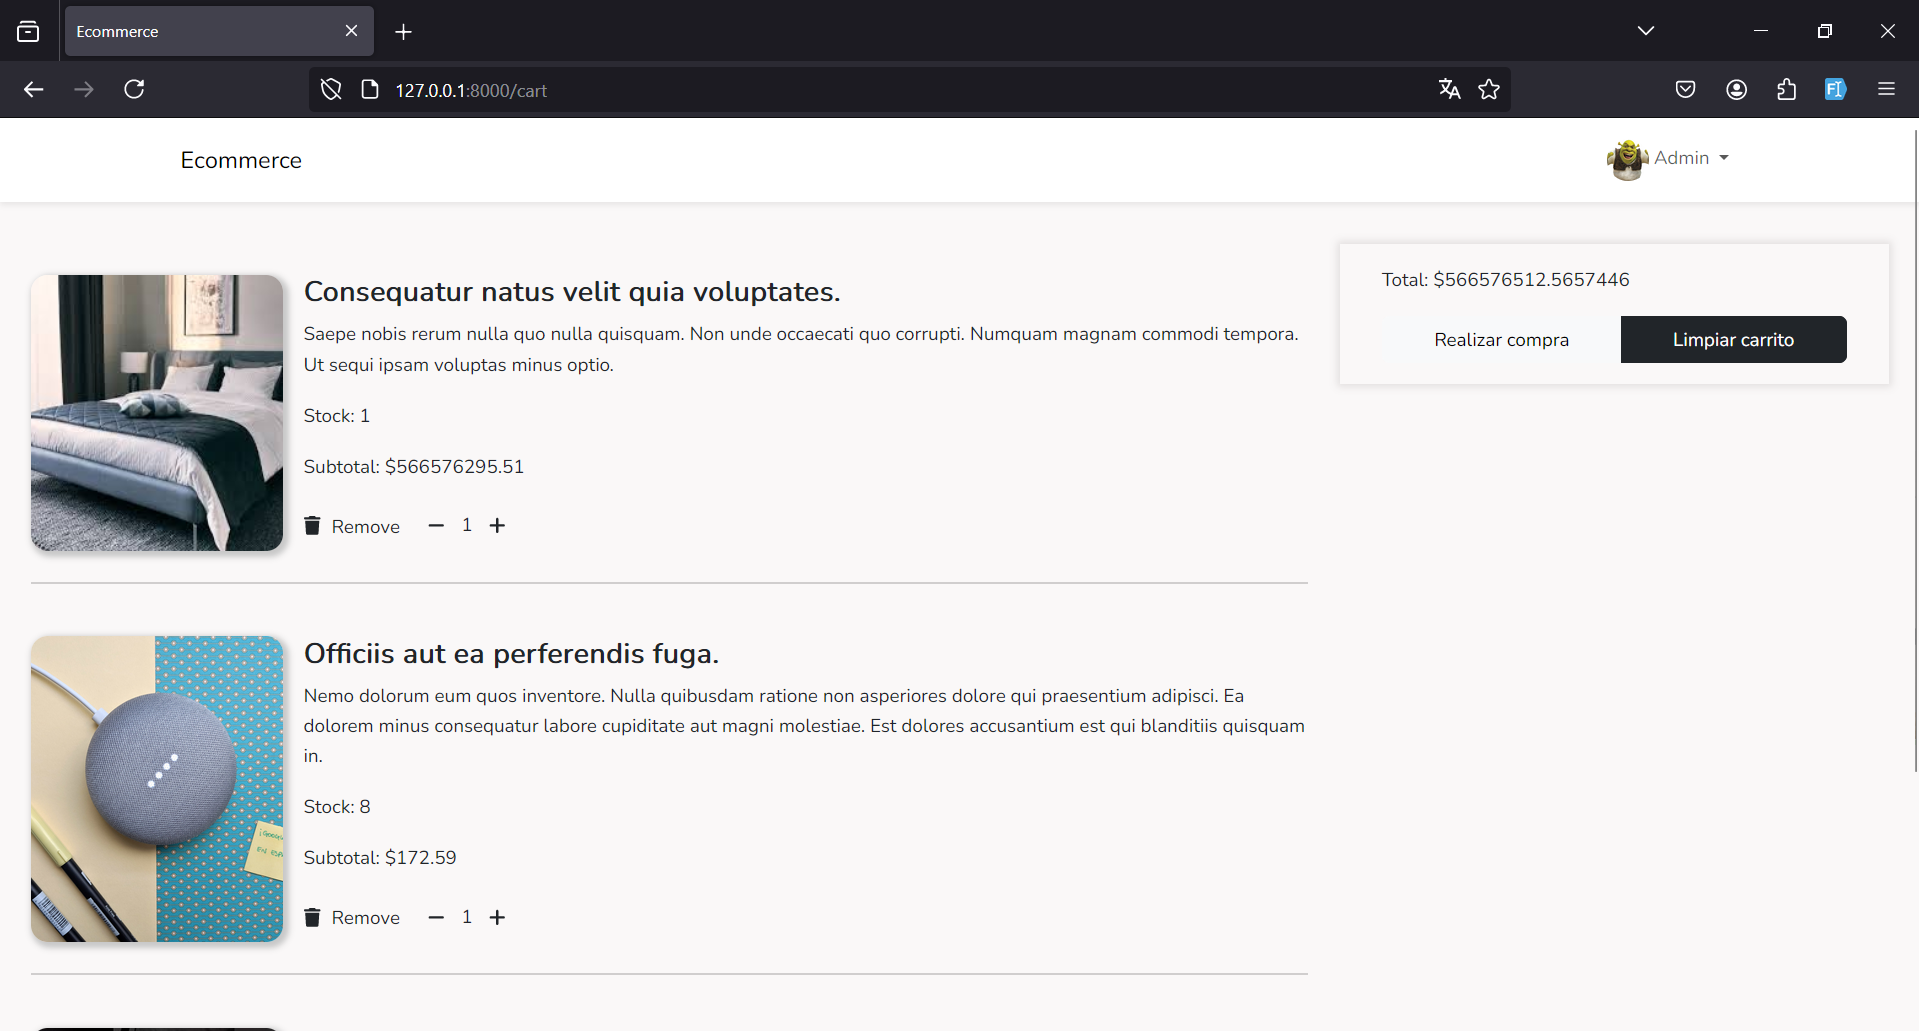 Ecommerce
127.0.0.1:8000/cart
Ecommerce
Admin
Consequatur natus velit quia voluptates.
Saepe nobis rerum nulla quo nulla quisquam. Non unde occaecati quo corrupti. Numquam magnam commodi tempora.
Ut sequi ipsam voluptas minus optio.
Stock: 1
Subtotal: $566576295.51
Remove 1
Total: $566576512.5657446
Realizar compra Limpiar carrito
Officiis aut ea perferendis fuga.
Nemo dolorum eum quos inventore. Nulla quibusdam ratione non asperiores dolore qui praesentium adipisci. Ea
dolorem minus consequatur labore cupiditate aut magni molestiae. Est dolores accusantium est qui blanditiis quisquam
in.
Stock: 8
Subtotal: $172.59
Remove 1